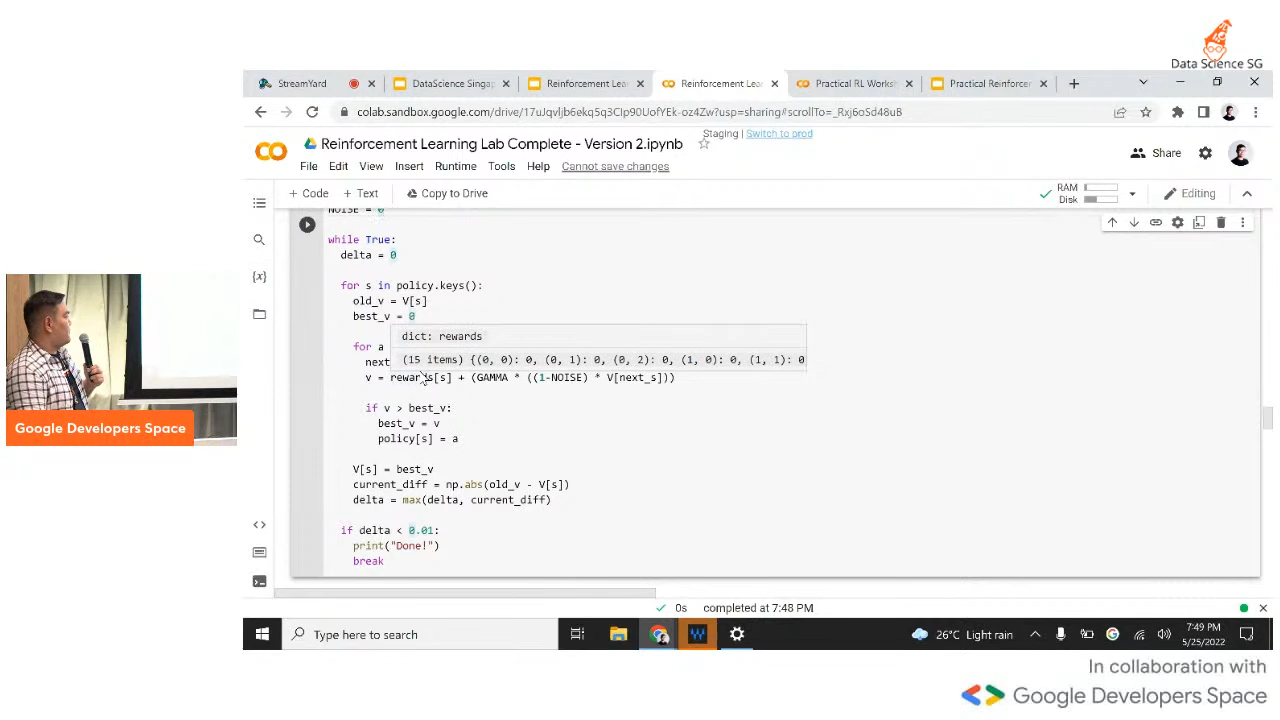 Data Science SG
StreamYard
DataScience Singap
Reinforcement Lear
Reinforcement Lea
Practical RL Worksh
Practical Reinforcer
colab.sandbox.google.com/drive/17uJqvljb6ekq5q3CIp90UofYEk-oz4Zw?usp=sharing#scrollTo=_Rxj6oSd48uB
Staging | Switch to prod
Reinforcement Learning Lab Complete - Version 2.ipynb
Share
File Edit View Insert Runtime Tools Help Cannot save changes
+ Code + Text Copy to Drive
RAM
Disk
Editing
NOISE = 0
while True:
delta = 0
for s in policy.keys():
old_v = V[s]
best_v = 0
dict: rewards
for a
(15 items) {(0, 0): 0, (0, 1): 0, (0, 2): 0, (1, 0): 0, (1, 1): 0
next
v = rewards[s] + (GAMMA * ((1-NOISE) * V[next_s]))
if v > best_v:
best_v = v
policy[s] = a
V[s] = best_v
current_diff = np.abs(old_v - V[s])
delta = max(delta, current_diff)
if delta < 0.01:
print("Done!")
break
Google Developers Space
0s completed at 7:48 PM
Type here to search
26°C Light rain
7:49 PM
5/25/2022
In collaboration with
Google Developers Space